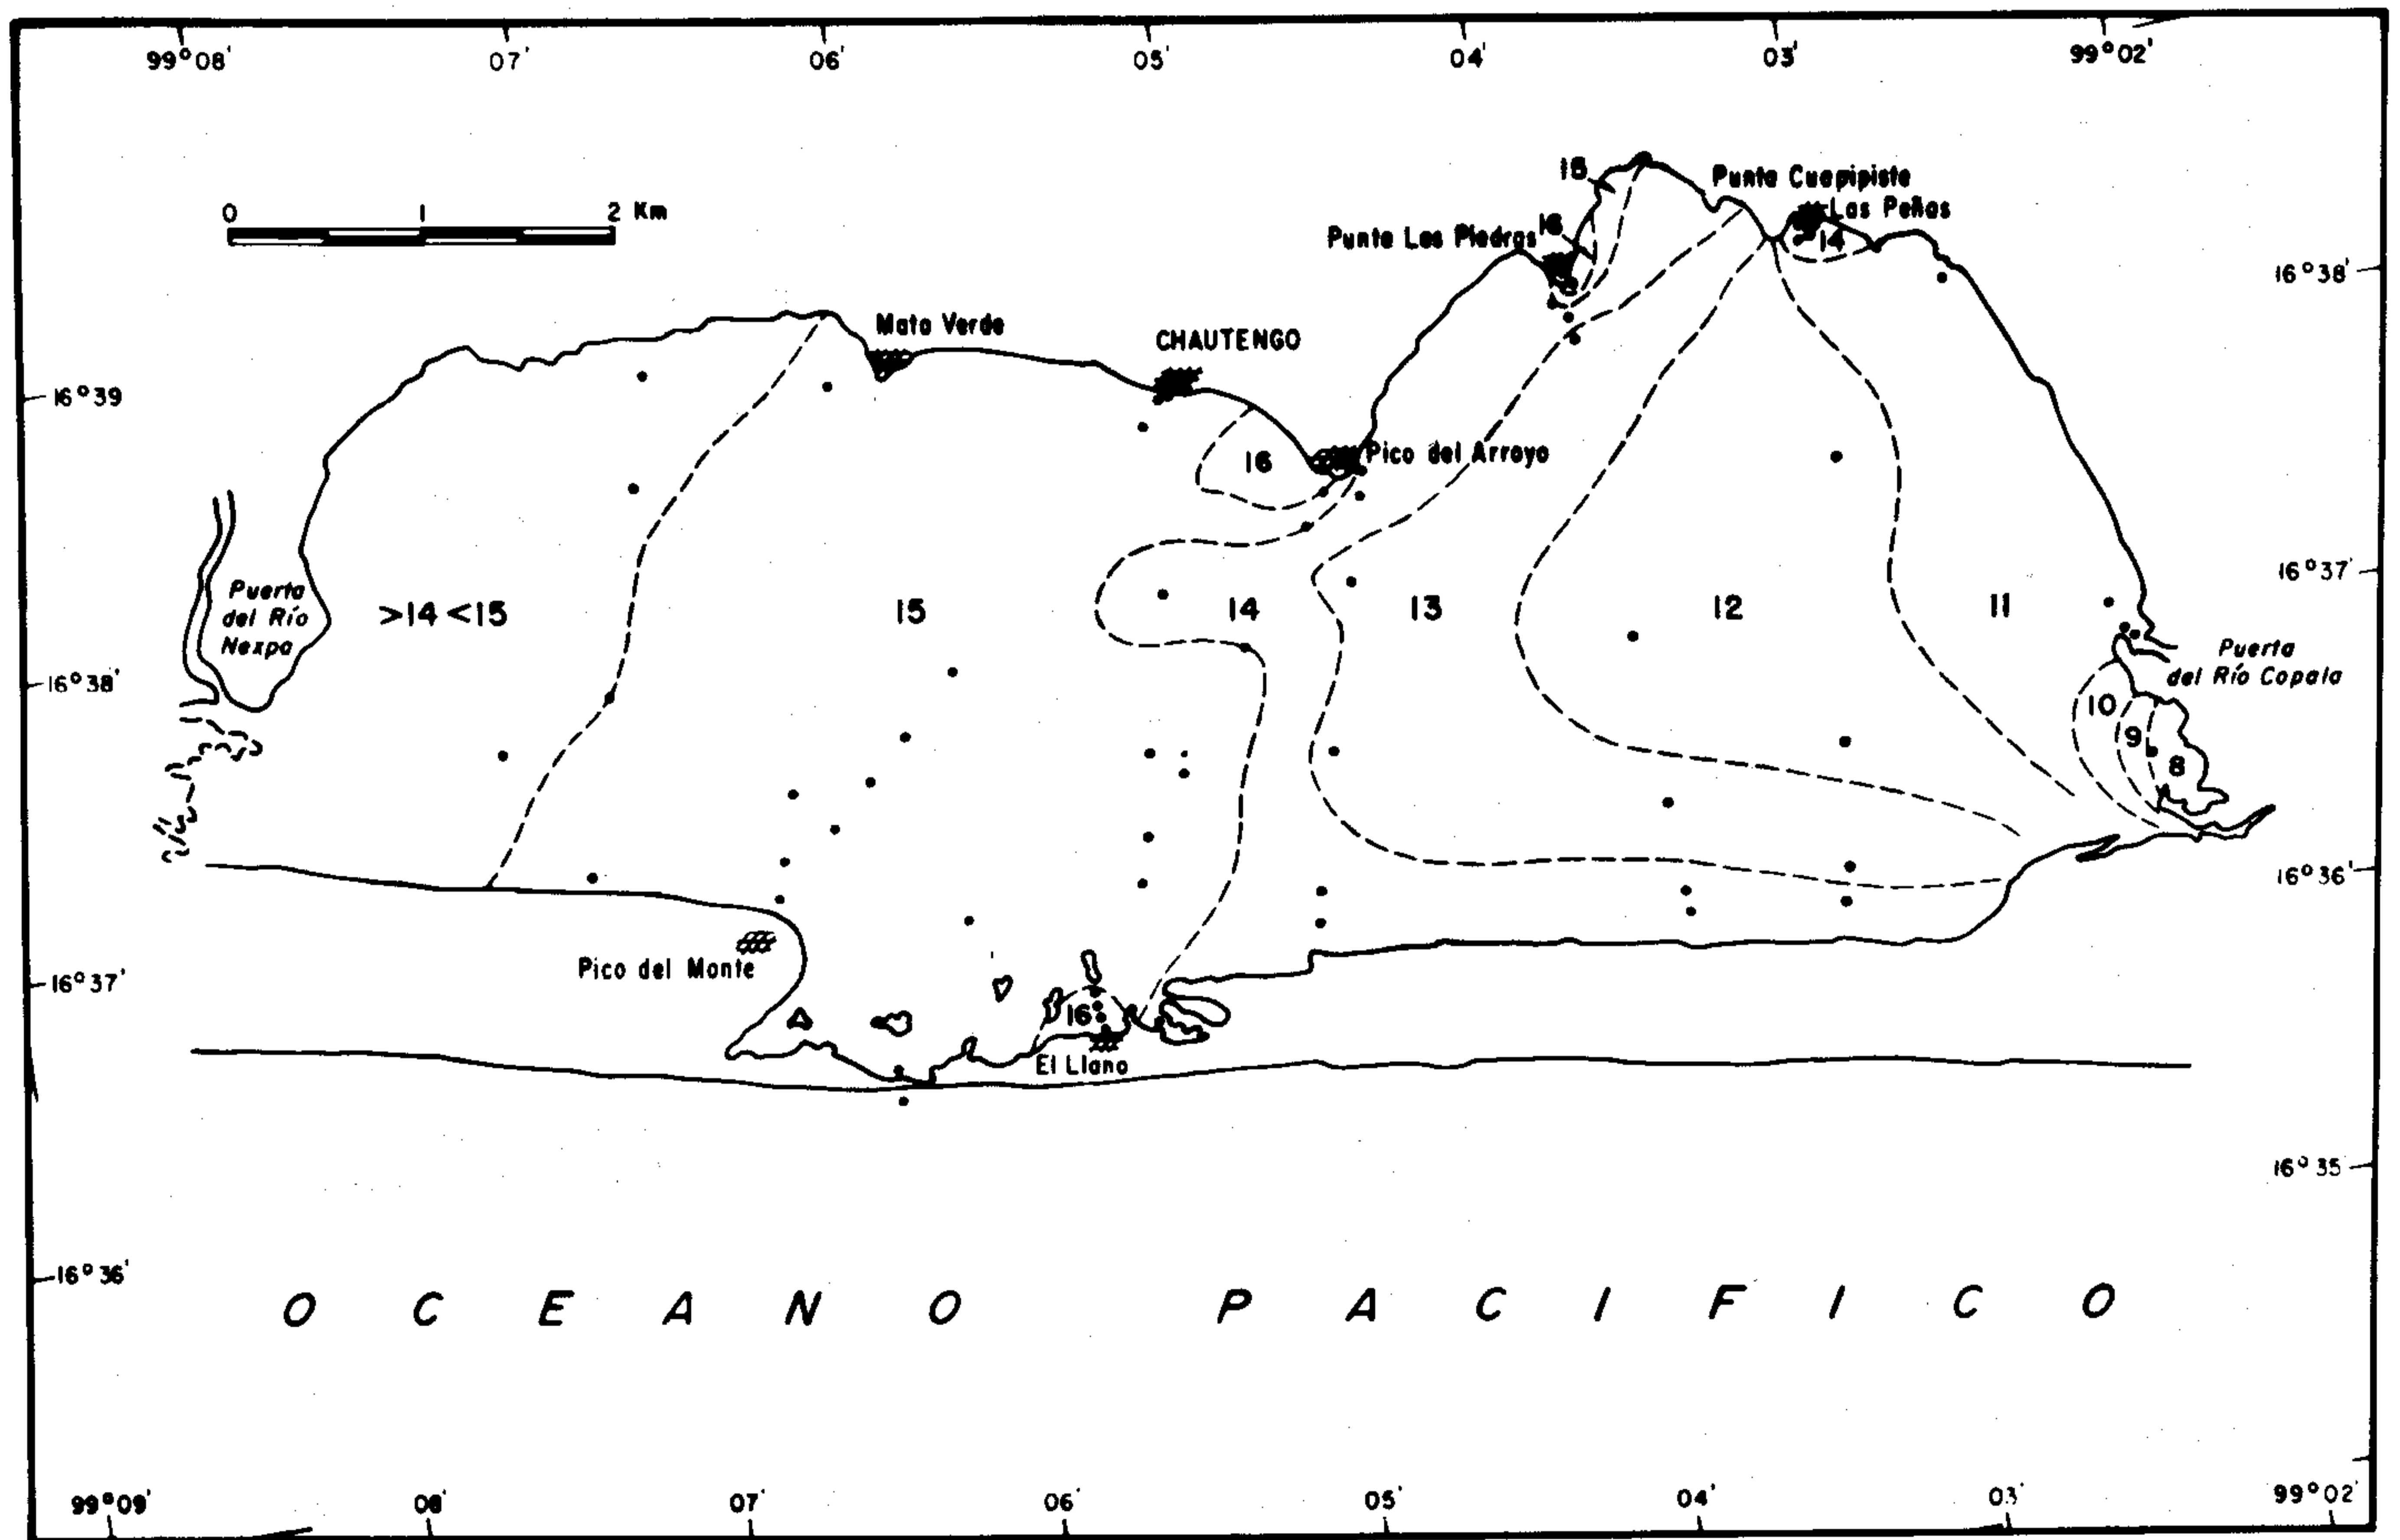 99°08' 07' 06' 05' 04' 03' 99°02'
0 1 2 Km
15
Punta Cuapipiste
Las Peñas
14
Punta Las Piedras
16
16°38'
Mata Verde
CHAUTENGO
16°39
Pico del Arroyo
16
Puerta
del Río
Nexpa
>14 <15
15
14
13
12
11
16°37'
Puerta
del Río Copala
16°38'
10
9
8
16°36'
Pico del Monte
16°37'
16
El Llano
16°35
16°36'
OCEANO PACIFICO
99°09' 08' 07' 06' 05' 04' 03' 99°02'